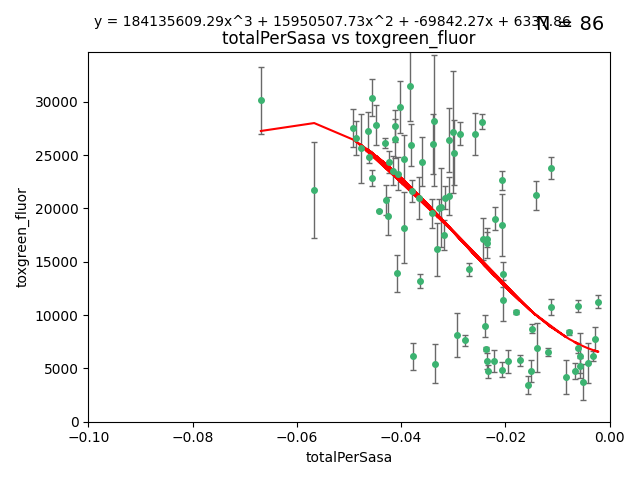 y = 184135609.29x^3 + 15950507.73x^2 + -69842.27x + 6337.86
N = 86
totalPerSasa vs toxgreen_fluor
toxgreen_fluor
30000
25000
20000
15000
10000
5000
0
−0.10 −0.08 −0.06 −0.04 −0.02 0.00
totalPerSasa